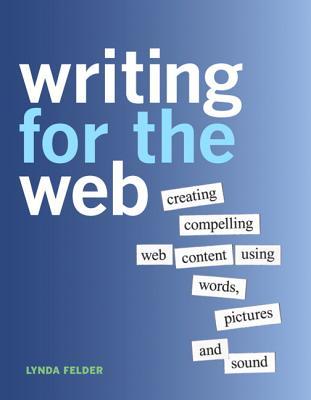 writing
for the
web
creating
compelling
web content using
words,
pictures
and sound
LYNDA FELDER